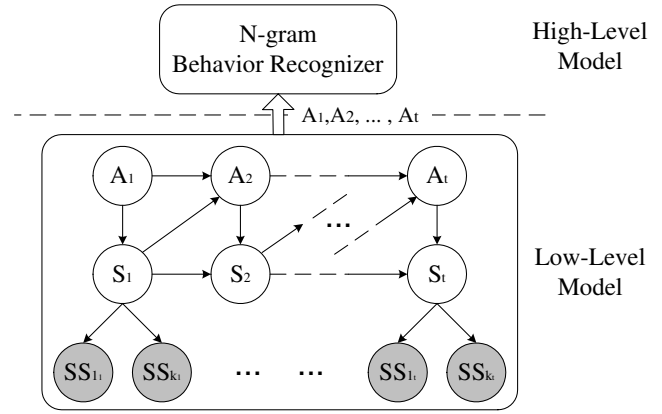 N-gram
Behavior Recognizer
High-Level
Model
A₁,A₂, ... , Aₜ
A₁ A₂ Aₜ
...
S₁ S₂ Sₜ
Low-Level
Model
SS₁₁ SSₖ₁ ... ... SS₁ₜ SSₖₜ